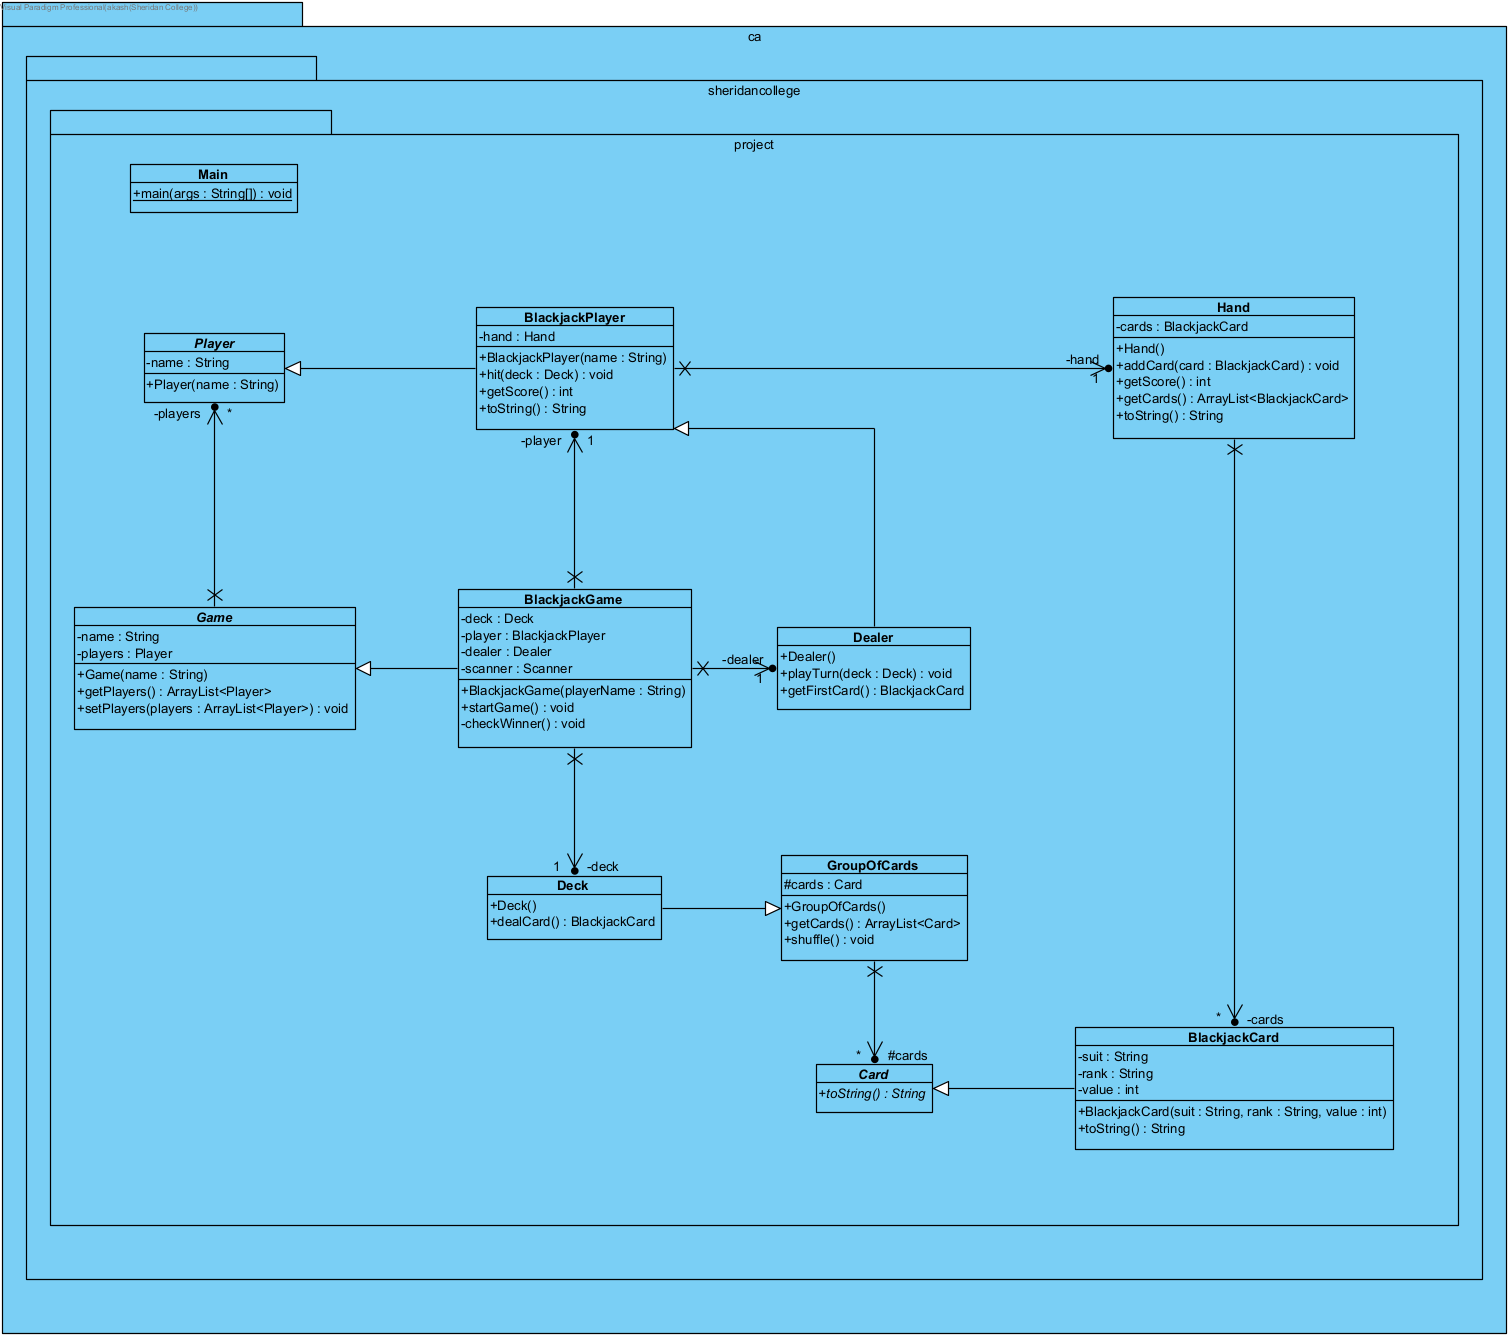 Visual Paradigm Professional(akash(Sheridan College))
ca
sheridancollege
project
Main
+main(args : String[]) : void
Player
-name : String
+Player(name : String)
-players
*
BlackjackPlayer
-hand : Hand
+BlackjackPlayer(name : String)
+hit(deck : Deck) : void
+getScore() : int
+toString() : String
-player
1
-hand
1
Hand
-cards : BlackjackCard
+Hand()
+addCard(card : BlackjackCard) : void
+getScore() : int
+getCards() : ArrayList<BlackjackCard>
+toString() : String
Game
-name : String
-players : Player
+Game(name : String)
+getPlayers() : ArrayList<Player>
+setPlayers(players : ArrayList<Player>) : void
BlackjackGame
-deck : Deck
-player : BlackjackPlayer
-dealer : Dealer
-scanner : Scanner
+BlackjackGame(playerName : String)
+startGame() : void
-checkWinner() : void
-dealer
1
Dealer
+Dealer()
+playTurn(deck : Deck) : void
+getFirstCard() : BlackjackCard
1
-deck
Deck
+Deck()
+dealCard() : BlackjackCard
GroupOfCards
#cards : Card
+GroupOfCards()
+getCards() : ArrayList<Card>
+shuffle() : void
*
#cards
Card
+toString() : String
*
-cards
BlackjackCard
-suit : String
-rank : String
-value : int
+BlackjackCard(suit : String, rank : String, value : int)
+toString() : String